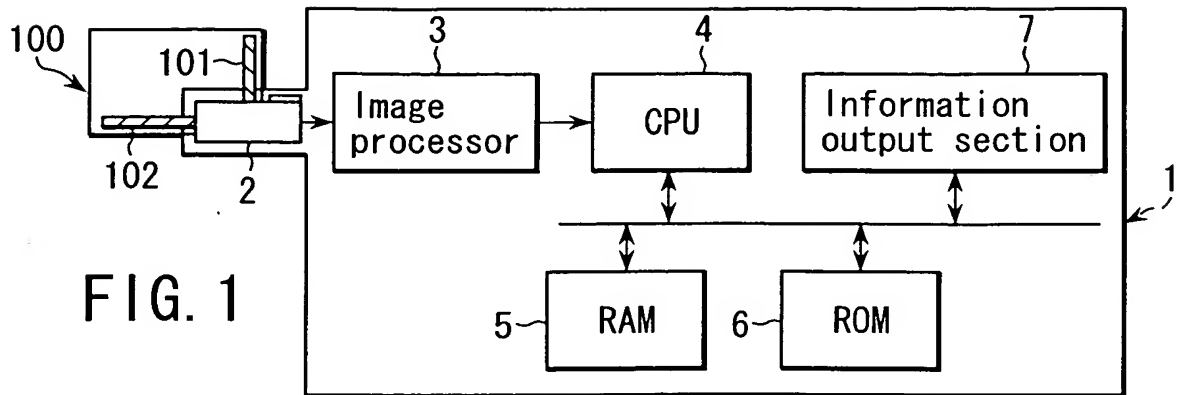 100
101
102
2
3
Image
processor
4
CPU
7
Information
output section
1
5
RAM
6
ROM
FIG. 1